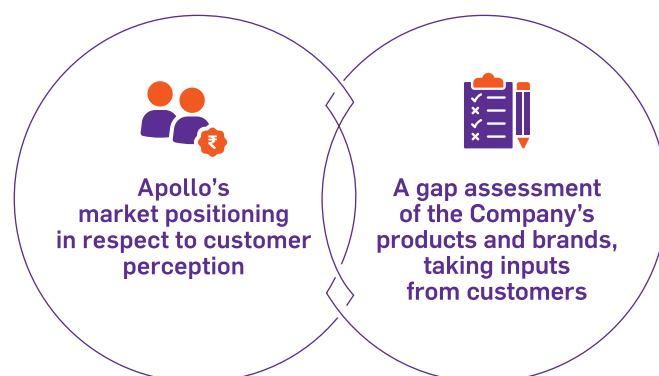 ₹
Apollo's
market positioning
in respect to customer
perception
A gap assessment
of the Company's
products and brands,
taking inputs
from customers